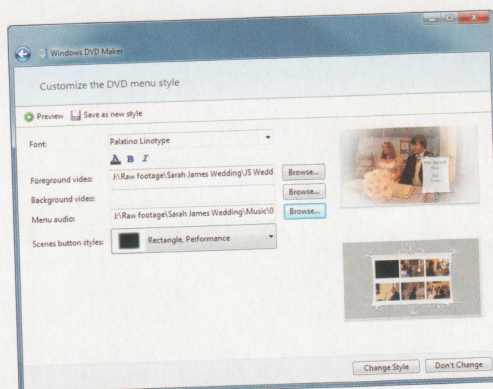 Windows DVD Maker
Customize the DVD menu style
Preview Save as new style
Font: Palatino Linotype
A B I
Foreground video: J:\Raw footage\Sarah James Wedding\JS Wedd Browse...
Background video: Browse...
Menu audio: J:\Raw footage\Sarah James Wedding\Music\0 Browse...
Scenes button styles: Rectangle, Performance
Change Style Don't Change